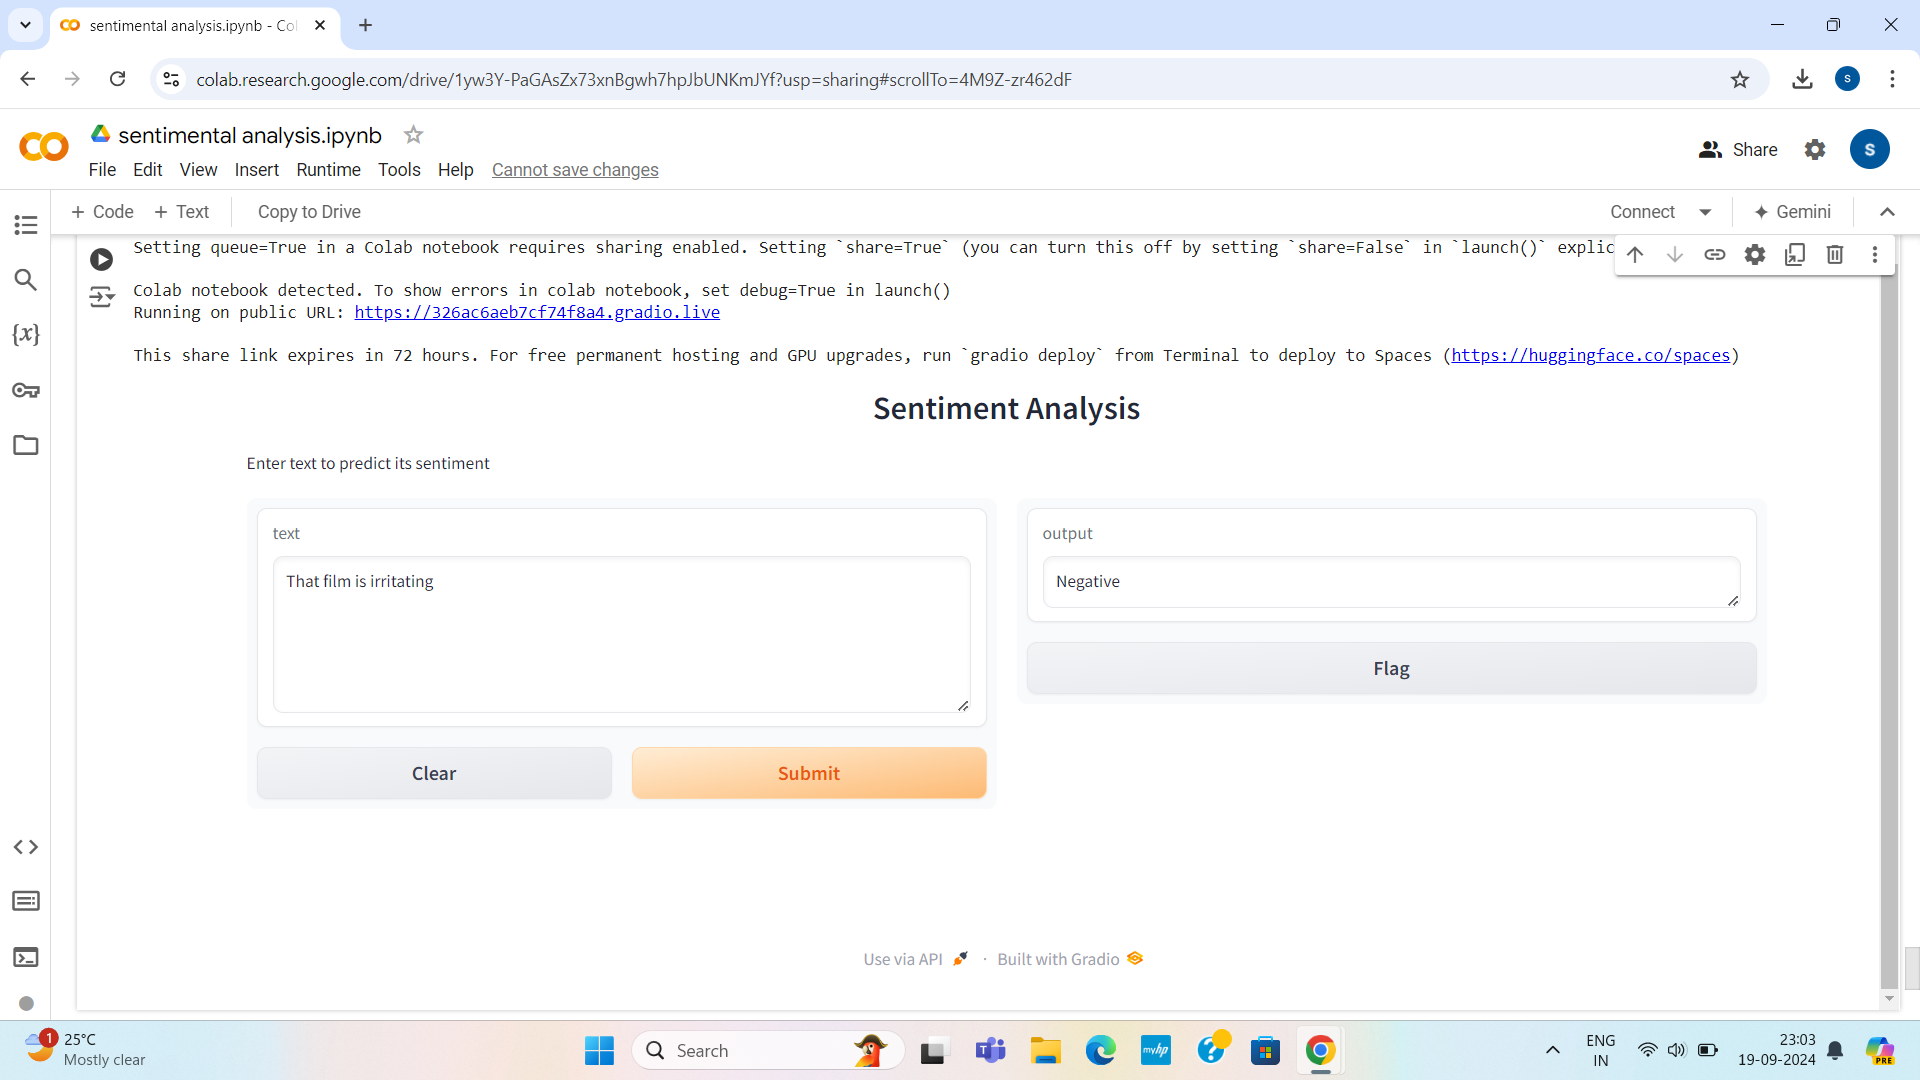 sentimental analysis.ipynb - Col
colab.research.google.com/drive/1yw3Y-PaGAsZx73xnBgwh7hpJbUNKmJYf?usp=sharing#scrollTo=4M9Z-zr462dF
S
sentimental analysis.ipynb
File Edit View Insert Runtime Tools Help Cannot save changes
Share
S
+ Code + Text Copy to Drive
Connect Gemini
Setting queue=True in a Colab notebook requires sharing enabled. Setting `share=True` (you can turn this off by setting `share=False` in `launch()` explic
Colab notebook detected. To show errors in colab notebook, set debug=True in launch()
Running on public URL: https://326ac6aeb7cf74f8a4.gradio.live
This share link expires in 72 hours. For free permanent hosting and GPU upgrades, run `gradio deploy` from Terminal to deploy to Spaces (https://huggingface.co/spaces)
{x}
Sentiment Analysis
Enter text to predict its sentiment
text
That film is irritating
Clear
Submit
output
Negative
Flag
Use via API · Built with Gradio
1
25°C
Mostly clear
Search
myhp
ENG
IN
23:03
19-09-2024
PRE